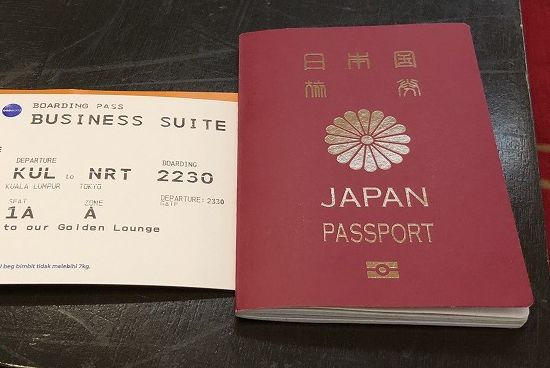 BOARDING PASS
BUSINESS SUITE
DEPARTURE BOARDING
KUL to NRT 2230
KUALA LUMPUR TOKYO
SEAT ZONE DEPARTURE: 2330
1A A GATE
to our Golden Lounge
beg bimbit tidak melebihi 7kg.
日本国
旅券
JAPAN
PASSPORT